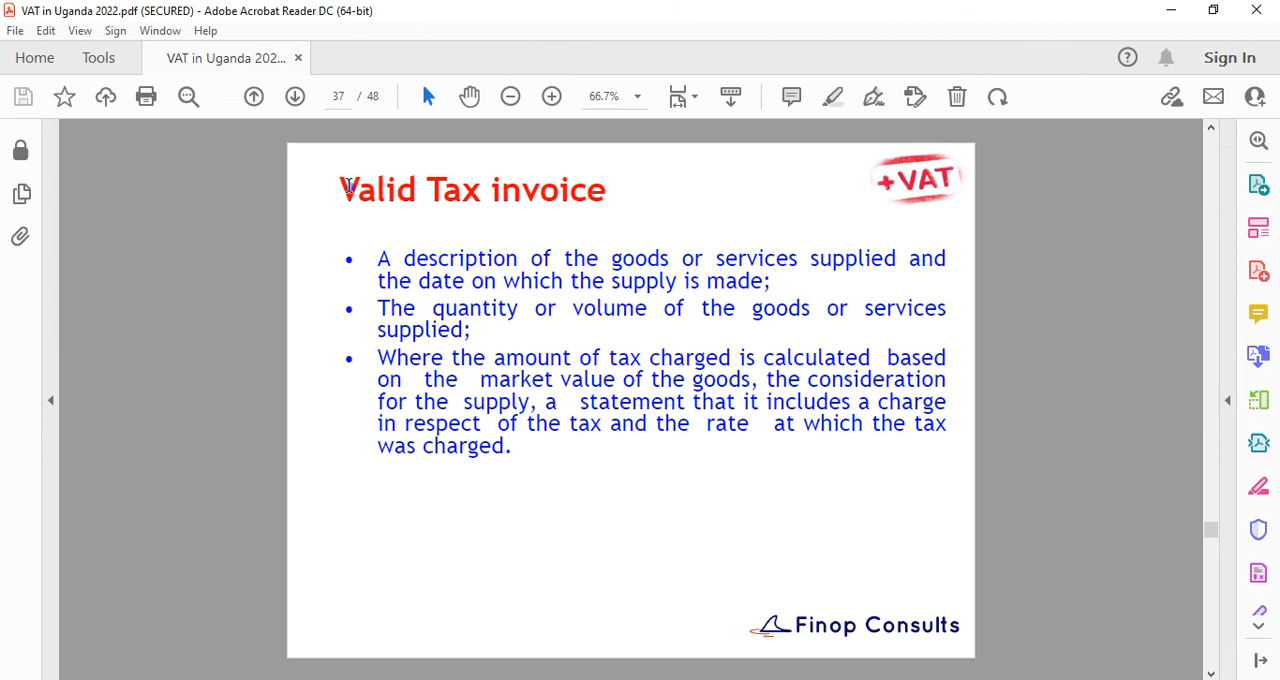 VAT in Uganda 2022.pdf (SECURED) - Adobe Acrobat Reader DC (64-bit)
File Edit View Sign Window Help
Home Tools VAT in Uganda 202... × Sign In
37 / 48 66.7%
Valid Tax invoice
+VAT
• A description of the goods or services supplied and
the date on which the supply is made;
• The quantity or volume of the goods or services
supplied;
• Where the amount of tax charged is calculated based
on the market value of the goods, the consideration
for the supply, a statement that it includes a charge
in respect of the tax and the rate at which the tax
was charged.
Finop Consults